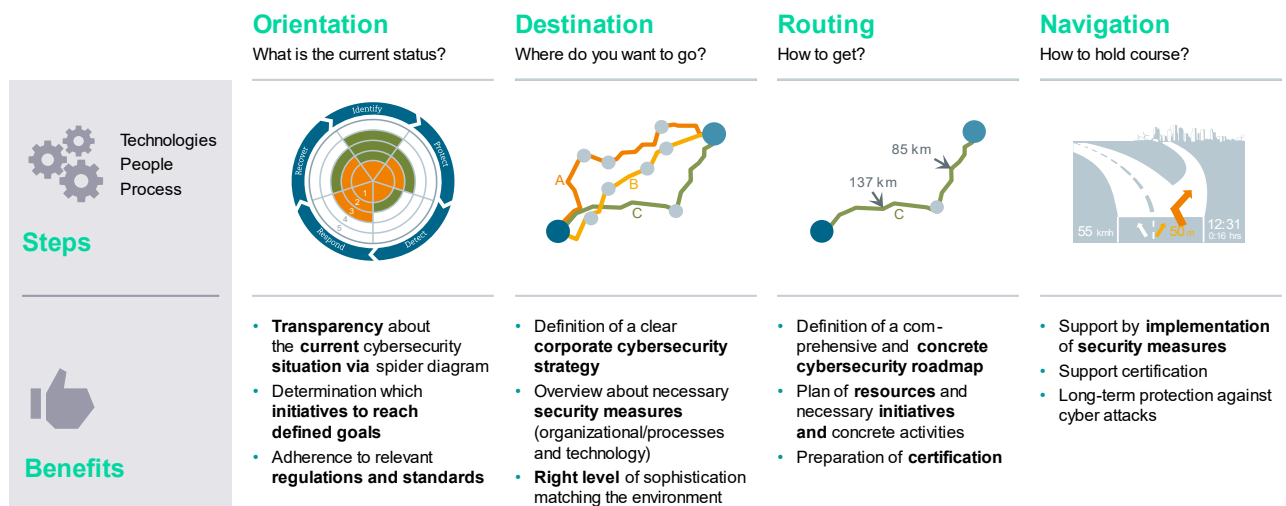 Orientation
What is the current status?
Destination
Where do you want to go?
Routing
How to get?
Navigation
How to hold course?
Technologies
People
Process
Steps
Identify
Protect
Detect
Respond
Recover
1
2
3
4
5
A
B
C
85 km
137 km
C
55 kmh
50 m
12:31
0:16 hrs
Benefits
• Transparency about
the current cybersecurity
situation via spider diagram
• Determination which
initiatives to reach
defined goals
• Adherence to relevant
regulations and standards
• Definition of a clear
corporate cybersecurity
strategy
• Overview about necessary
security measures
(organizational/processes
and technology)
• Right level of sophistication
matching the environment
• Definition of a com-
prehensive and concrete
cybersecurity roadmap
• Plan of resources and
necessary initiatives
and concrete activities
• Preparation of certification
• Support by implementation
of security measures
• Support certification
• Long-term protection against
cyber attacks